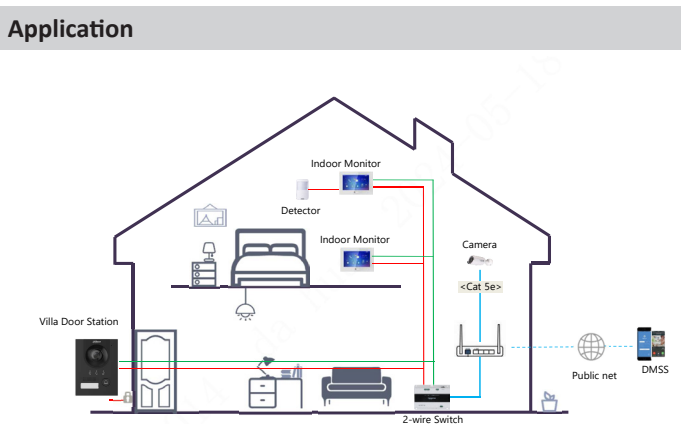 Application
Indoor Monitor
Detector
Indoor Monitor
Camera
<Cat 5e>
Villa Door Station
Public net
DMSS
2-wire Switch